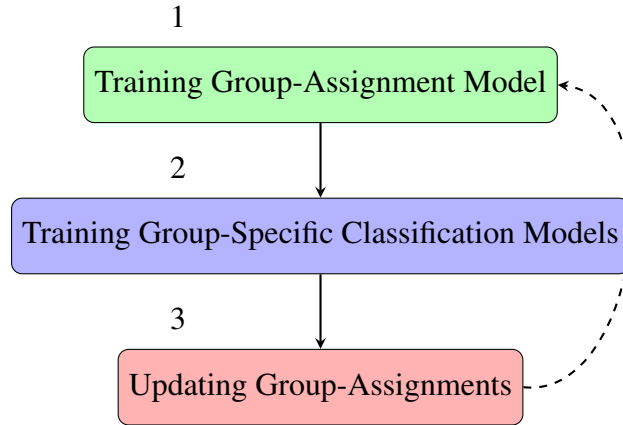 1
Training Group-Assignment Model
2
Training Group-Specific Classification Models
3
Updating Group-Assignments